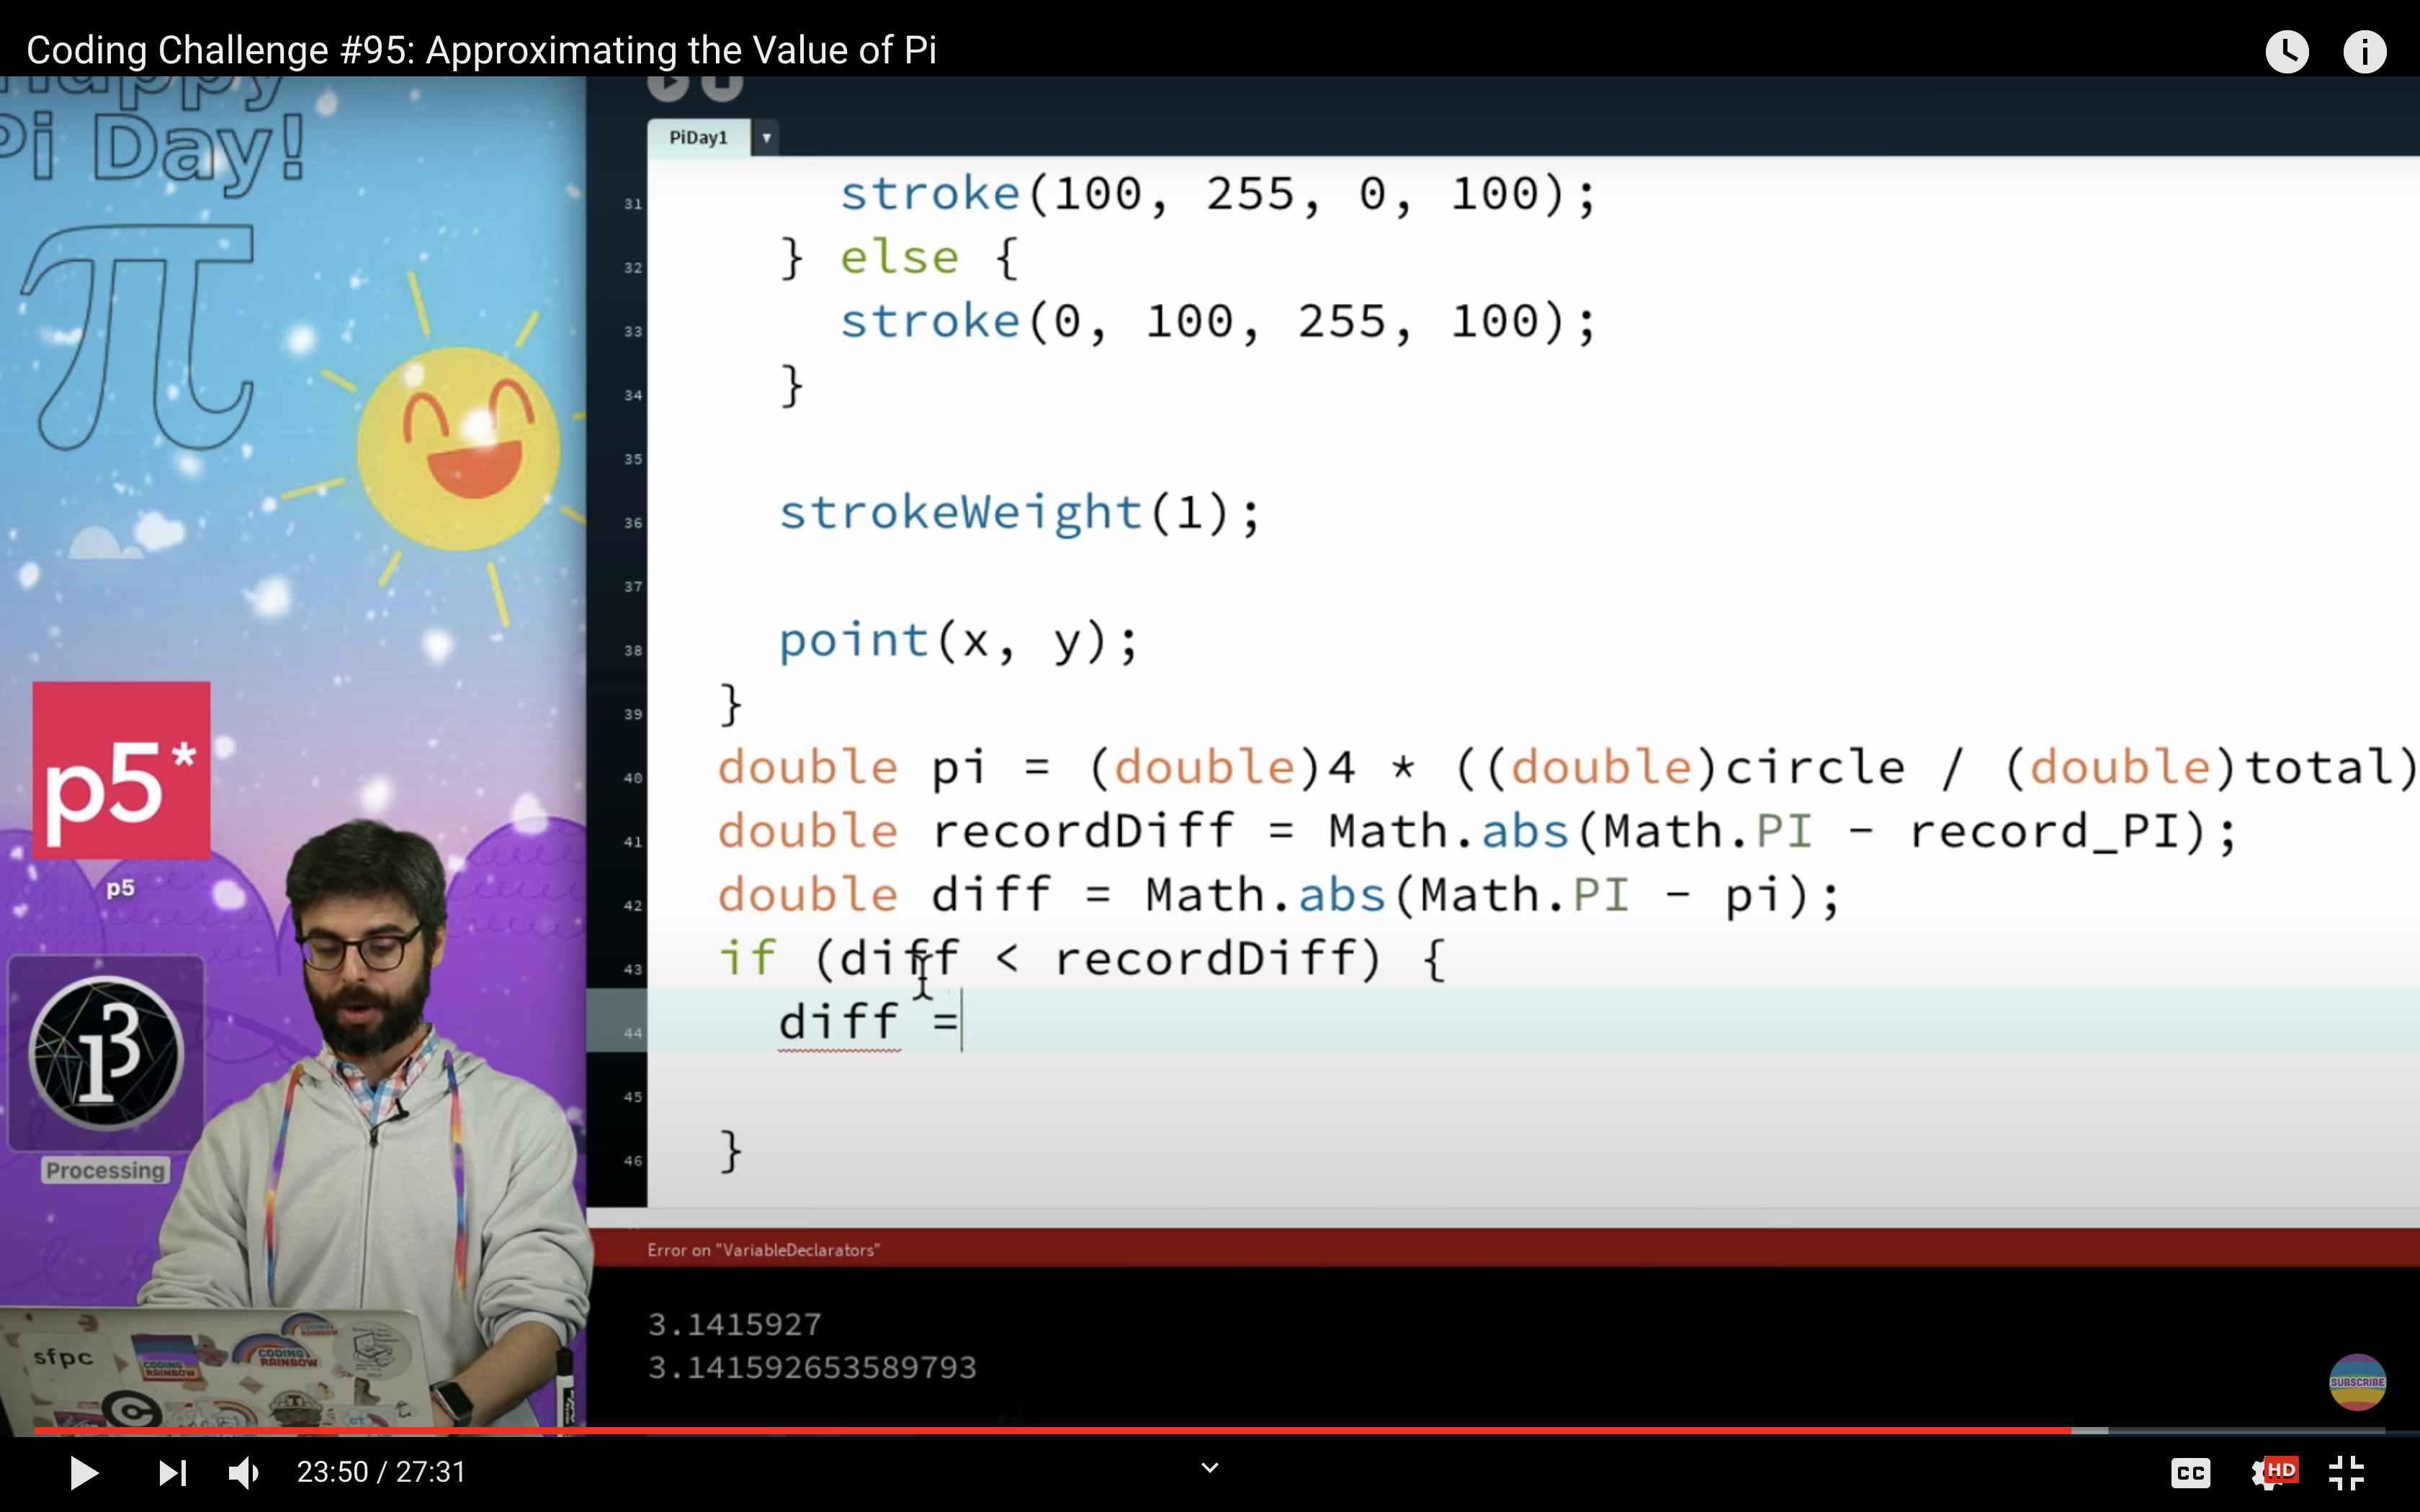 Coding Challenge #95: Approximating the Value of Pi
Happy
Pi Day!
π
PiDay1
31 stroke(100, 255, 0, 100);
32 } else {
33 stroke(0, 100, 255, 100);
34 }
35
36 strokeWeight(1);
37
38 point(x, y);
39 }
40 double pi = (double)4 * ((double)circle / (double)total)
41 double recordDiff = Math.abs(Math.PI - record_PI);
42 double diff = Math.abs(Math.PI - pi);
43 if (diff < recordDiff) {
44 diff =
45
46 }
p5*
p5
Processing
Error on "VariableDeclarators"
3.1415927
3.141592653589793
sfpc
CODING
RAINBOW
CODING
RAINBOW
CODING
RAINBOW
SUBSCRIBE
23:50 / 27:31
CC
HD